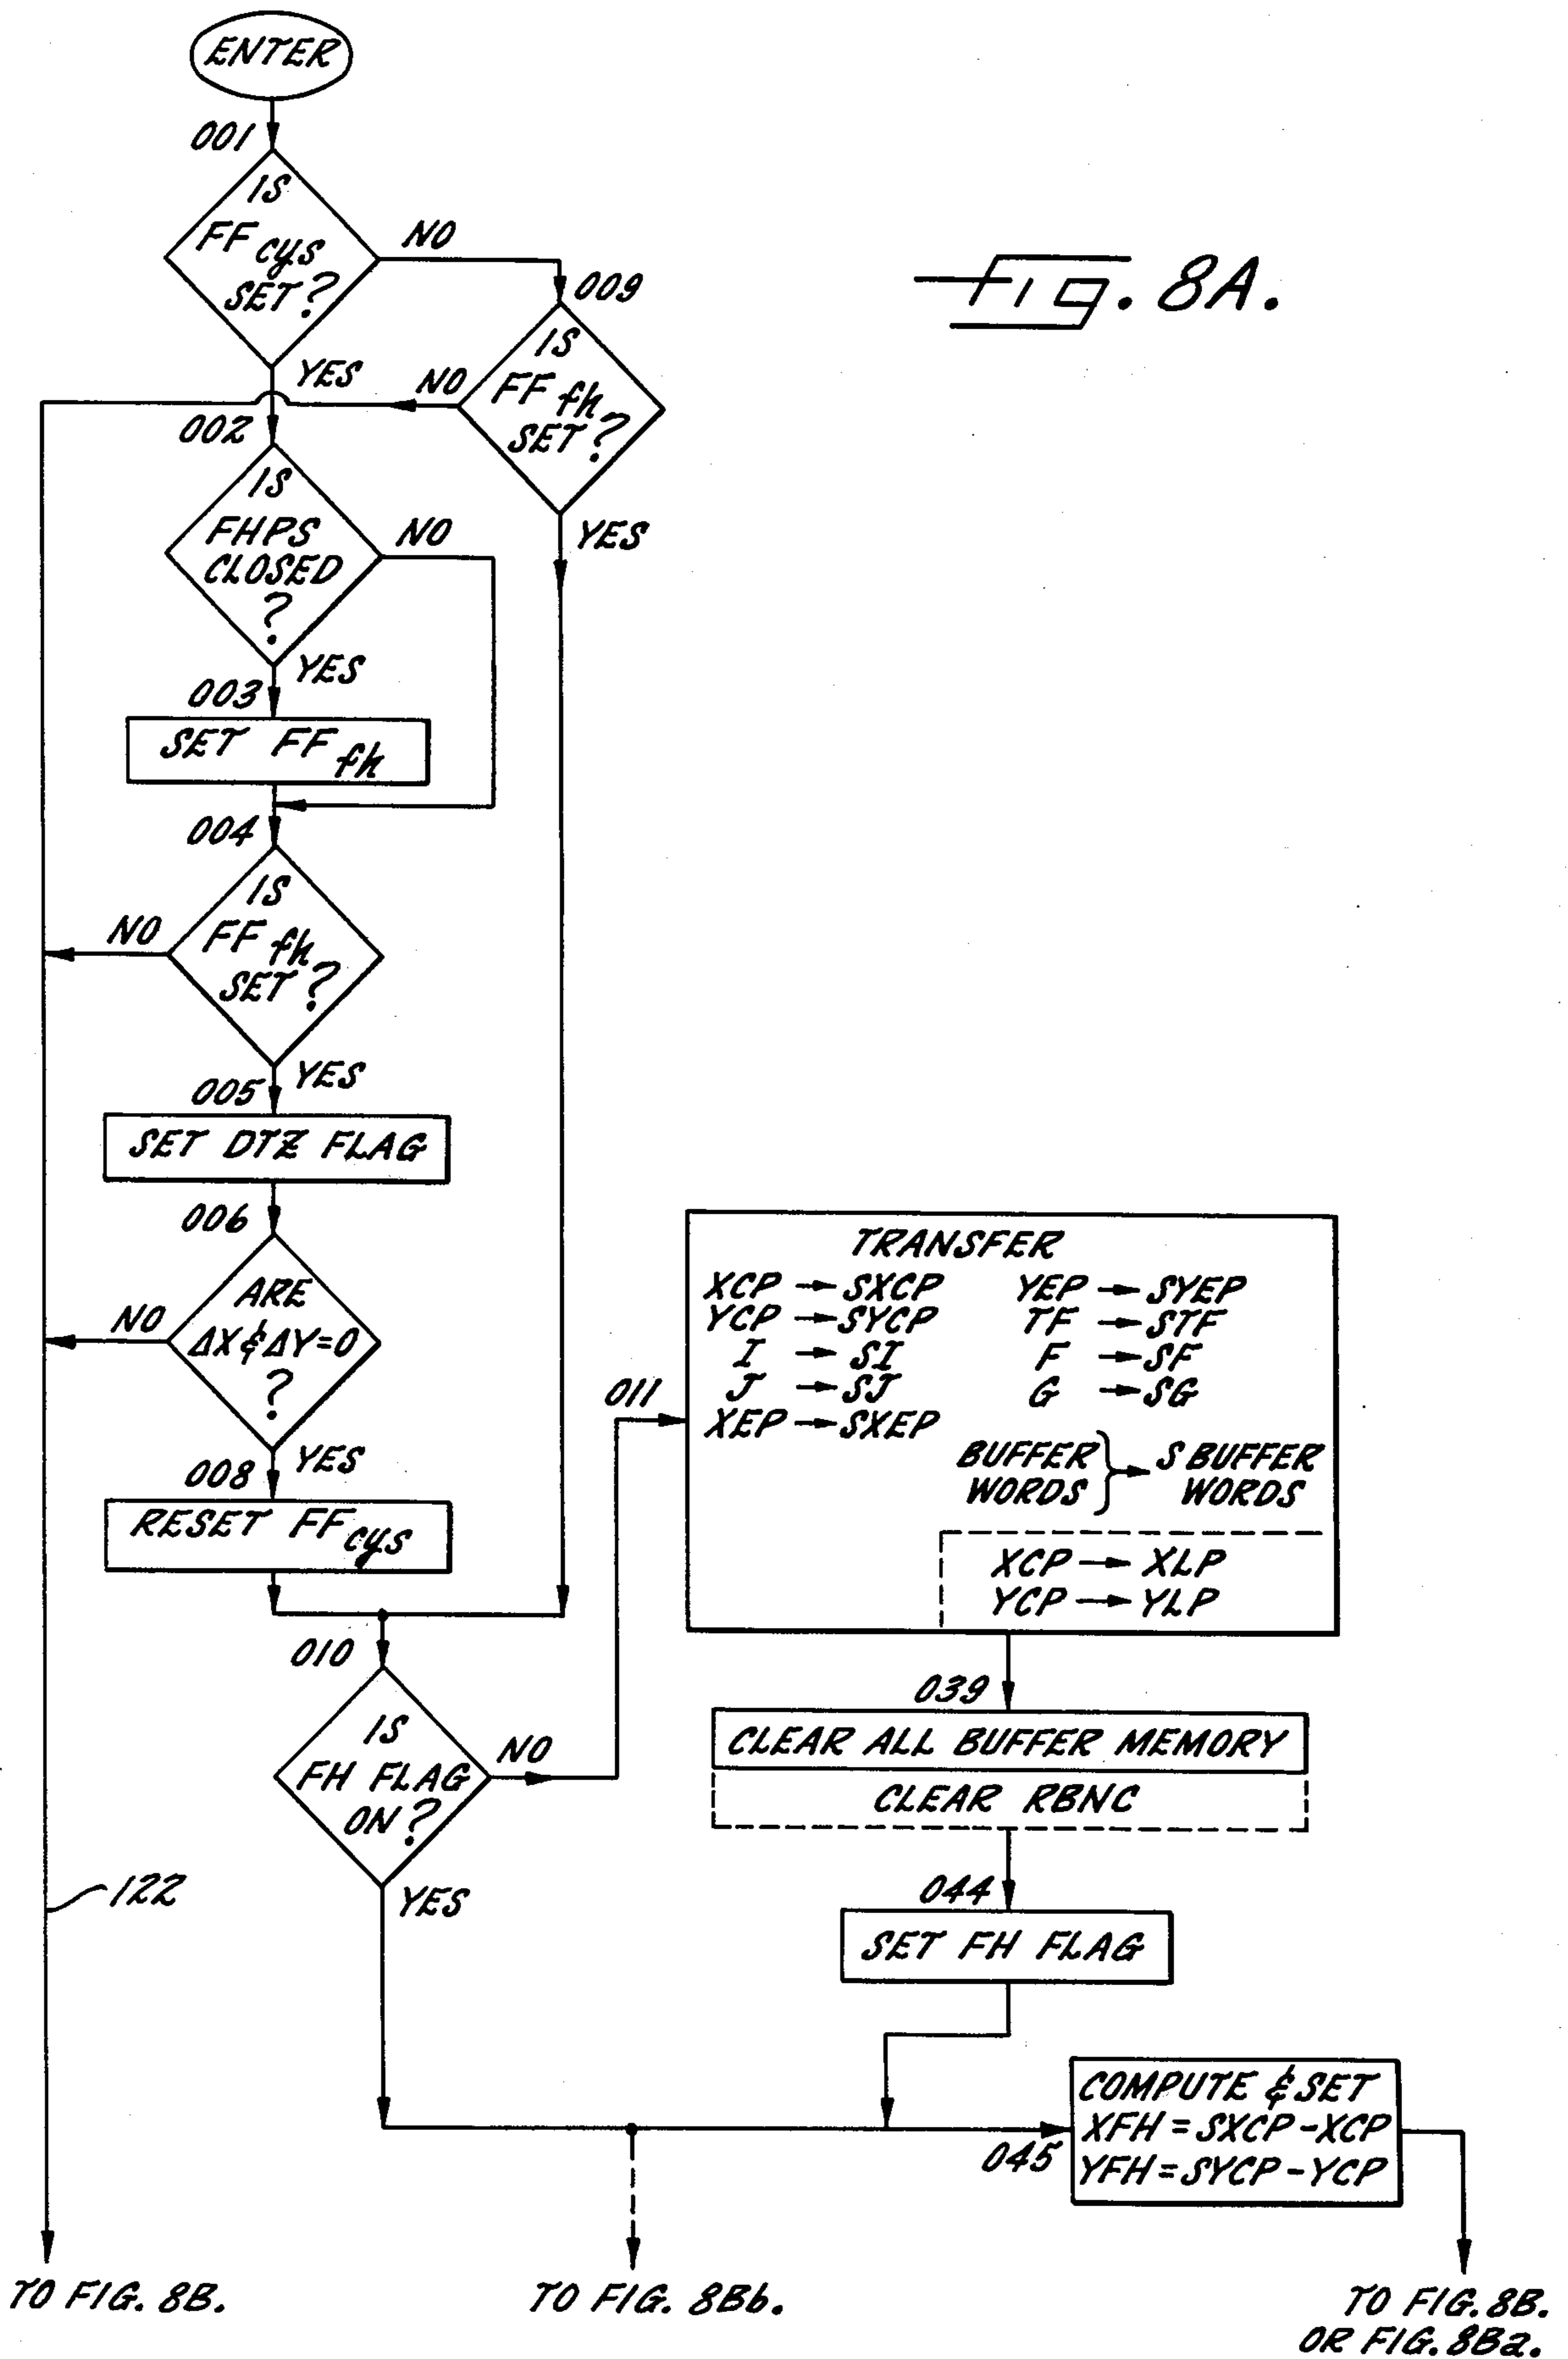 ENTER
001
IS
FF cys
SET?
NO
009
IS
FF fh
SET?
NO
YES
YES
Fig. 8A.
002
IS
FHPS
CLOSED
?
NO
YES
003
SET FF fh
004
IS
FF fh
SET?
NO
YES
005
SET DTZ FLAG
006
ARE
ΔX & ΔY=0
?
NO
YES
008
RESET FF cys
010
IS
FH FLAG
ON?
NO
YES
122
011
TRANSFER
XCP → SXCP YEP → SYEP
YCP → SYCP TF → STF
I → SI F → SF
J → SJ G → SG
XEP → SXEP
BUFFER } → S BUFFER
WORDS WORDS
XCP → XLP
YCP → YLP
039
CLEAR ALL BUFFER MEMORY
CLEAR RBNC
044
SET FH FLAG
045
COMPUTE & SET
XFH = SXCP - XCP
YFH = SYCP - YCP
TO FIG. 8B.
TO FIG. 8Bb.
TO FIG. 8B.
OR FIG. 8Ba.